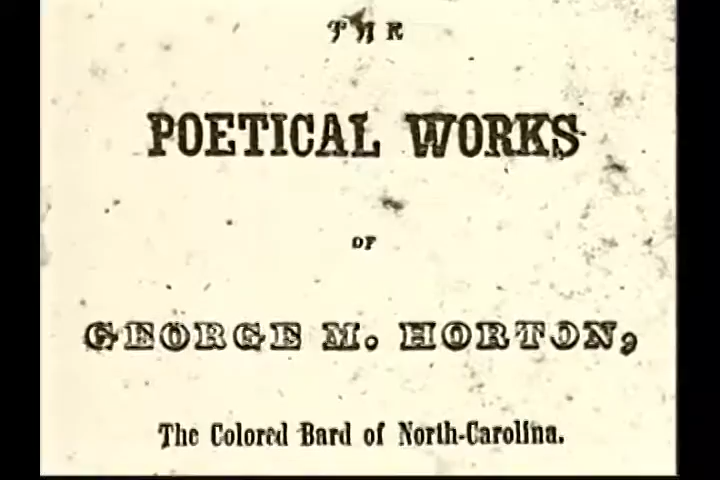 THE
POETICAL WORKS
OF
GEORGE M. HORTON,
The Colored Bard of North-Carolina.